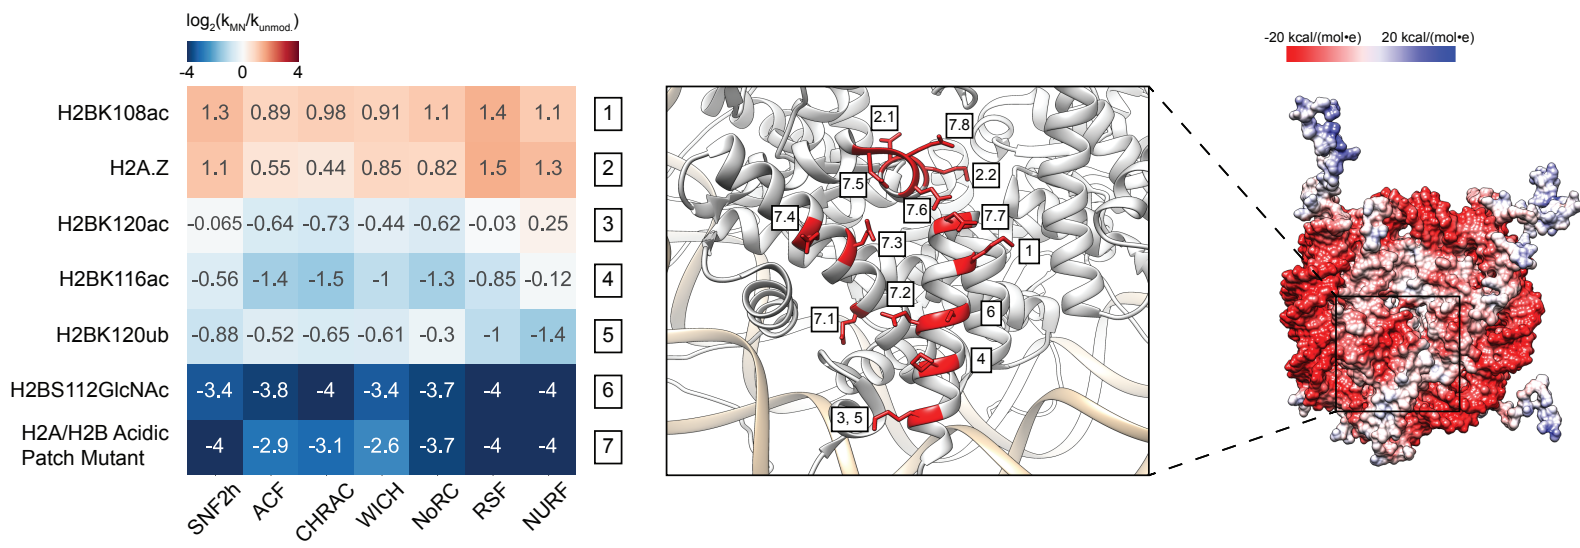 log2(kMN/kunmod.)
-4 0 4
H2BK108ac 1.3 0.89 0.98 0.91 1.1 1.4 1.1 1
H2A.Z 1.1 0.55 0.44 0.85 0.82 1.5 1.3 2
H2BK120ac -0.065 -0.64 -0.73 -0.44 -0.62 -0.03 0.25 3
H2BK116ac -0.56 -1.4 -1.5 -1 -1.3 -0.85 -0.12 4
H2BK120ub -0.88 -0.52 -0.65 -0.61 -0.3 -1 -1.4 5
H2BS112GlcNAc -3.4 -3.8 -4 -3.4 -3.7 -4 -4 6
H2A/H2B Acidic
Patch Mutant -4 -2.9 -3.1 -2.6 -3.7 -4 -4 7
SNF2h ACF CHRAC WICH NoRC RSF NURF
2.1
7.8
7.5
2.2
7.6
7.4
7.7
7.3
1
7.2
7.1
6
4
3, 5
-20 kcal/(mol•e) 20 kcal/(mol•e)